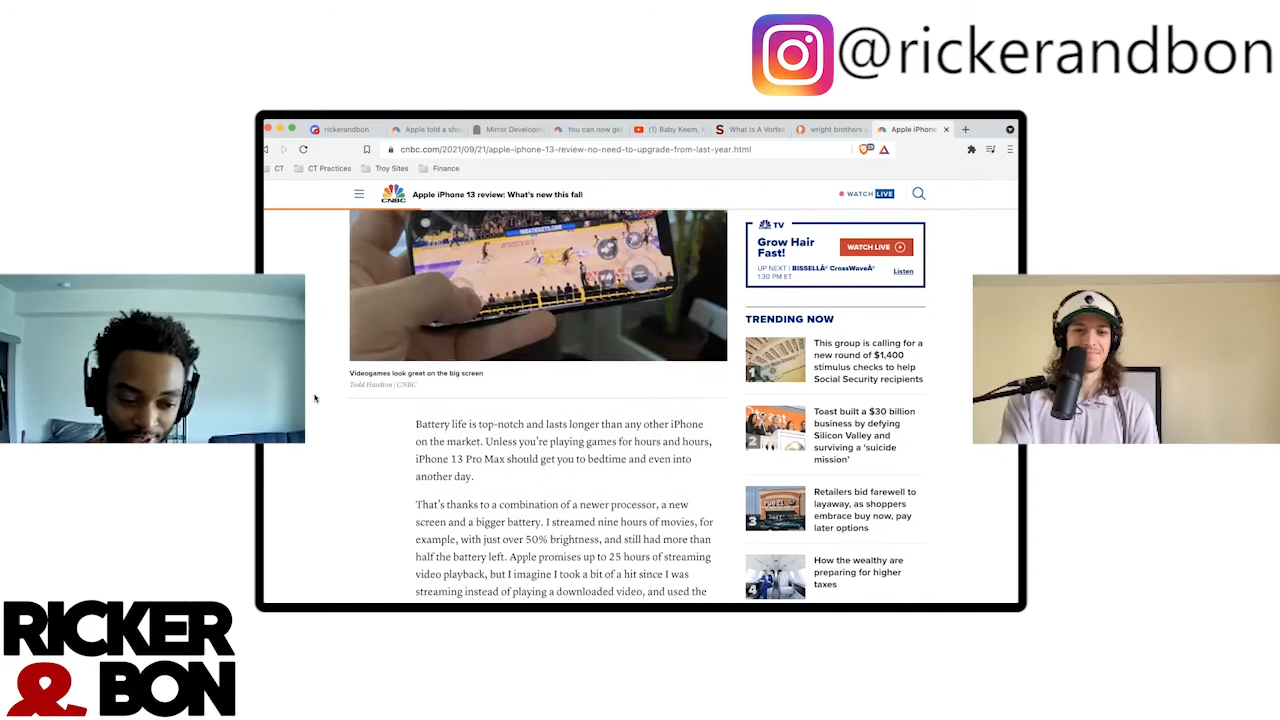 @rickerandbon
rickerandbon
Apple told a sho
Mirror Developm
You can now get
(1) Baby Keem, K
What Is A Vortex
wright brothers a
Apple iPhone
cnbc.com/2021/09/21/apple-iphone-13-review-no-need-to-upgrade-from-last-year.html
CT
CT Practices
Troy Sites
Finance
CNBC
Apple iPhone 13 review: What's new this fall
WATCH LIVE
TV
Grow Hair
Fast!
WATCH LIVE
UP NEXT | BISSELLÂ® CrossWaveÂ®
1:30 PM ET
Listen
Videogames look great on the big screen
Todd Haselton | CNBC
Battery life is top-notch and lasts longer than any other iPhone
on the market. Unless you're playing games for hours and hours,
iPhone 13 Pro Max should get you to bedtime and even into
another day.
That's thanks to a combination of a newer processor, a new
screen and a bigger battery. I streamed nine hours of movies, for
example, with just over 50% brightness, and still had more than
half the battery left. Apple promises up to 25 hours of streaming
video playback, but I imagine I took a bit of a hit since I was
streaming instead of playing a downloaded video, and used the
TRENDING NOW
1
This group is calling for a
new round of $1,400
stimulus checks to help
Social Security recipients
2
Toast built a $30 billion
business by defying
Silicon Valley and
surviving a 'suicide
mission'
3
Retailers bid farewell to
layaway, as shoppers
embrace buy now, pay
later options
4
How the wealthy are
preparing for higher
taxes
RICKER
& BON